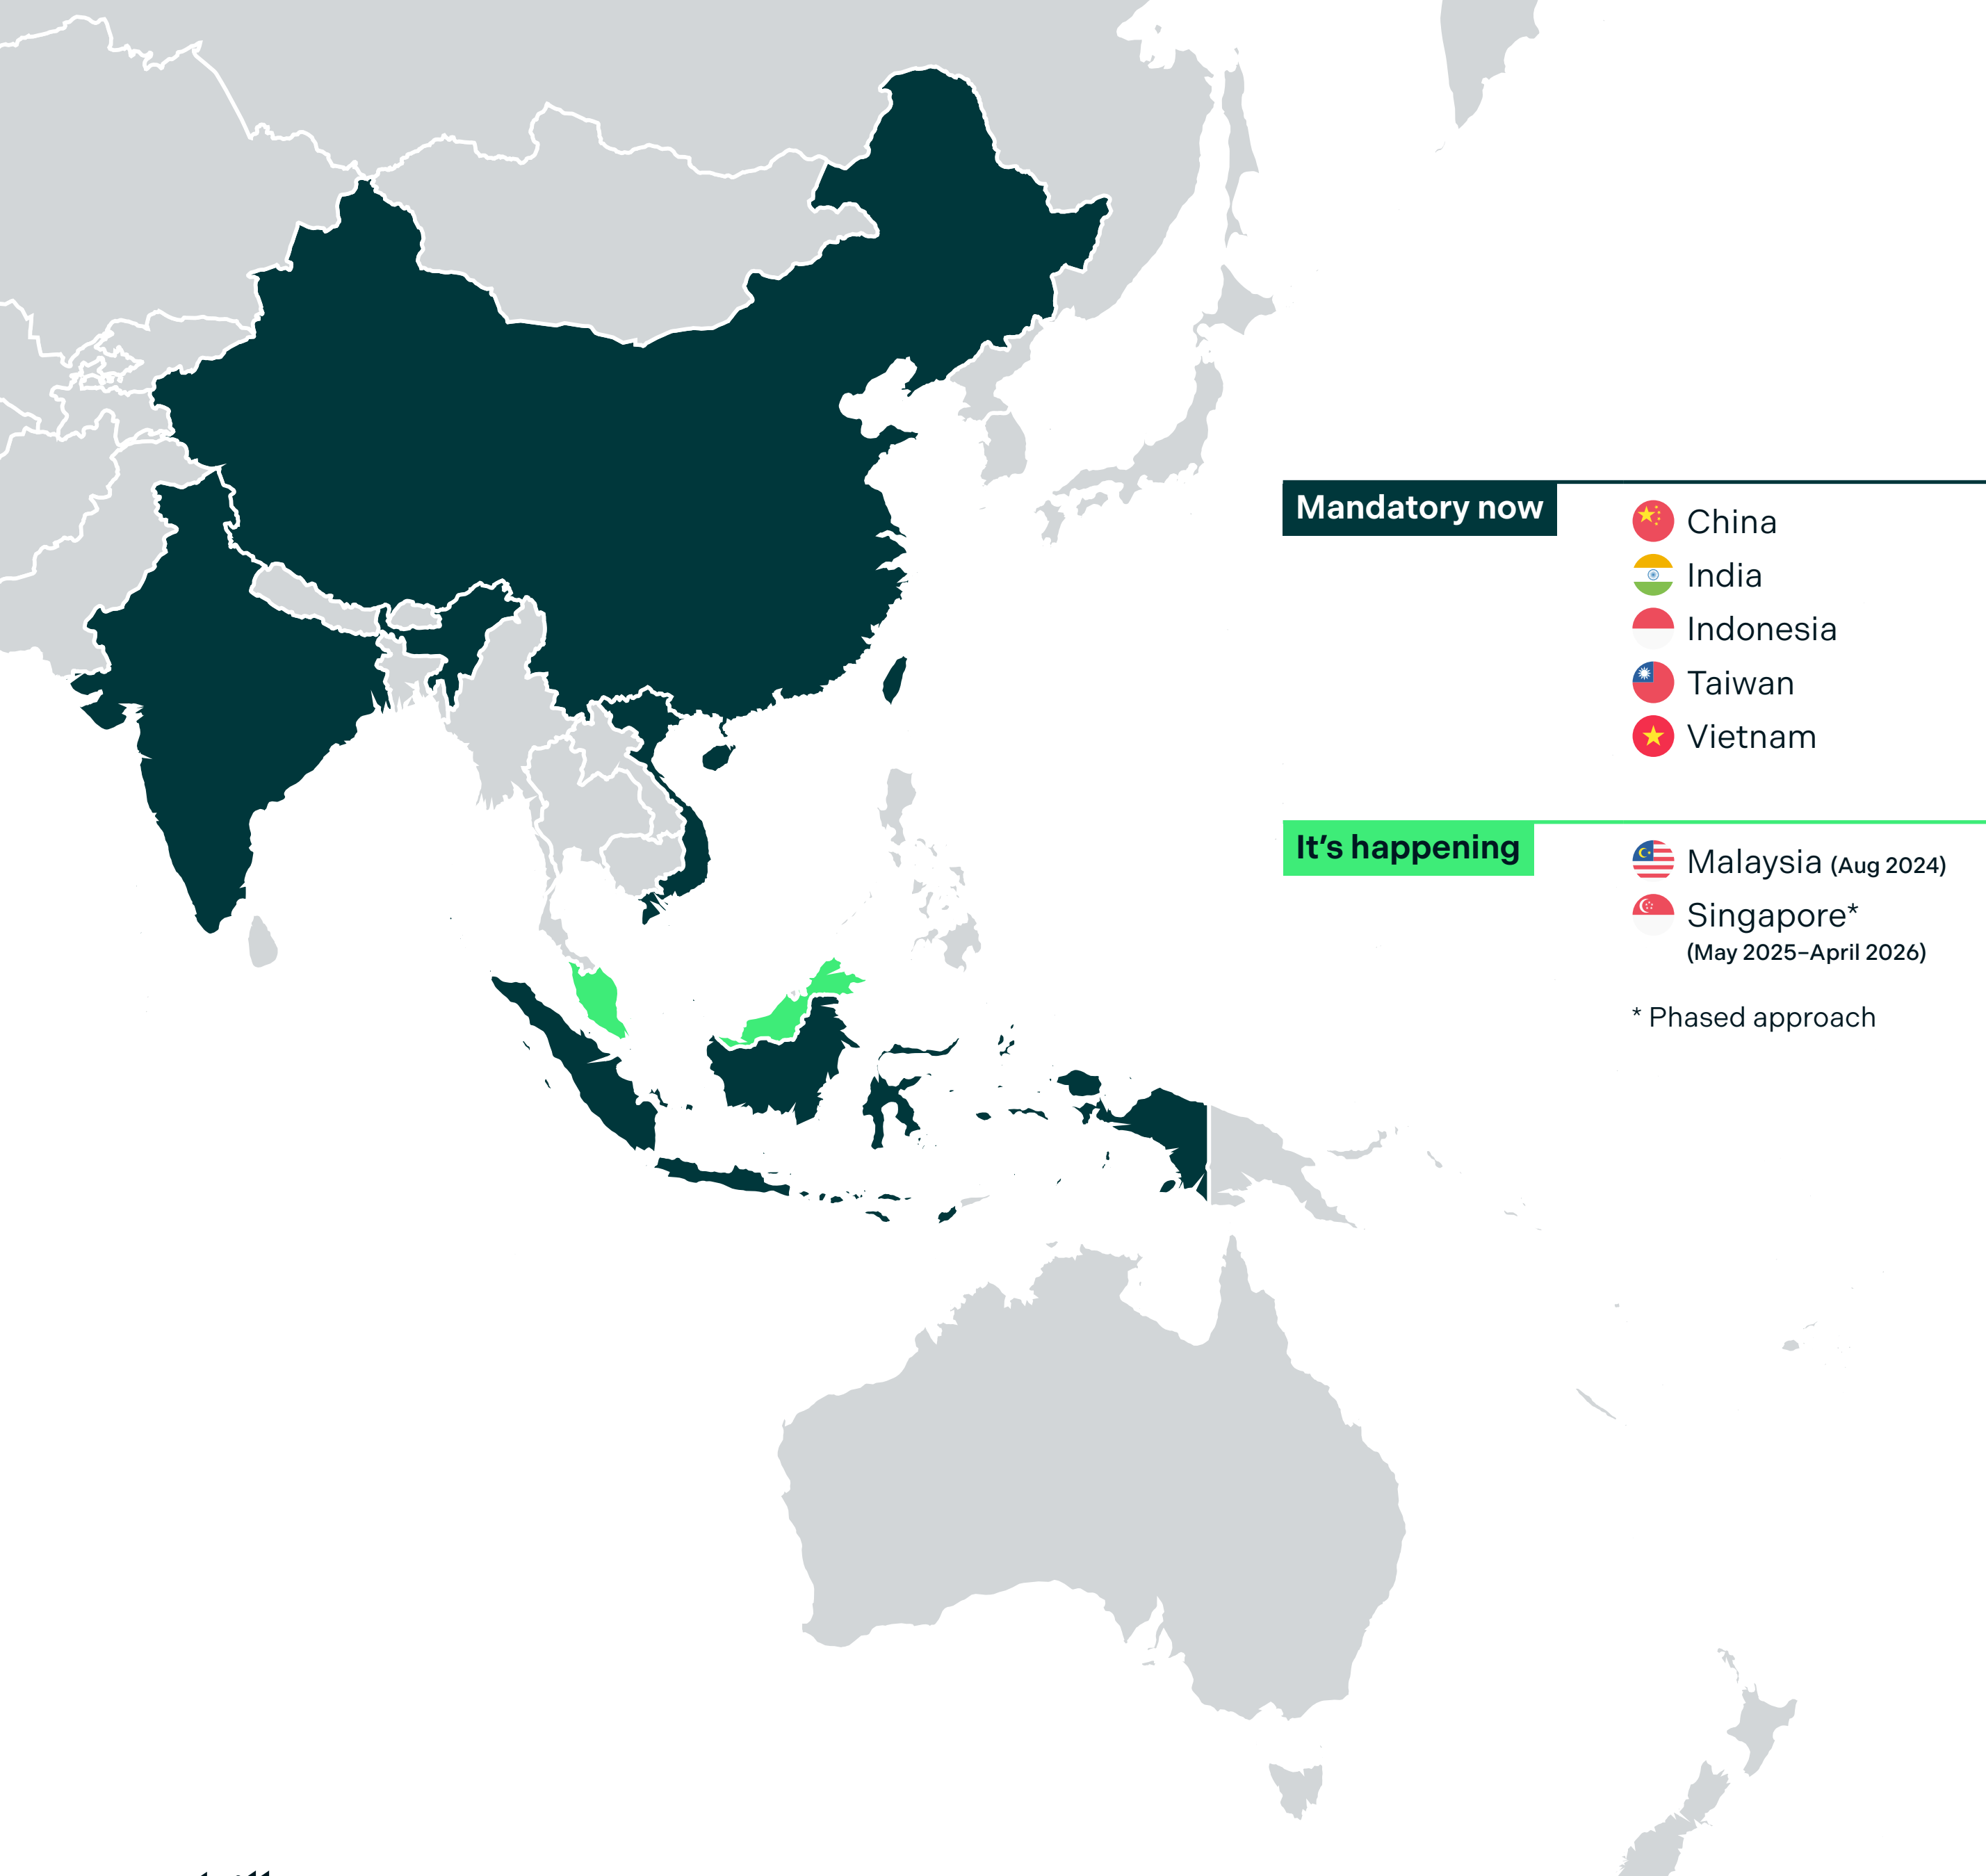 Mandatory now
China
India
Indonesia
Taiwan
Vietnam
It’s happening
Malaysia (Aug 2024)
Singapore*
(May 2025–April 2026)
* Phased approach